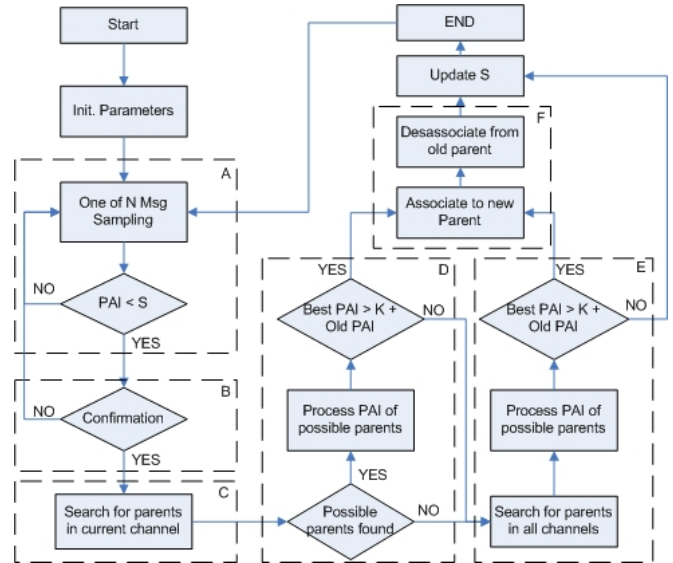 Start
Init. Parameters
A
One of N Msg
Sampling
PAI < S
NO
YES
B
Confirmation
NO
YES
C
Search for parents
in current channel
D
YES
Best PAI > K +
Old PAI
NO
Process PAI of
possible parents
YES
Possible
parents found
NO
E
YES
Best PAI > K +
Old PAI
NO
Process PAI of
possible parents
Search for parents
in all channels
F
Associate to new
Parent
Desassociate from
old parent
Update S
END